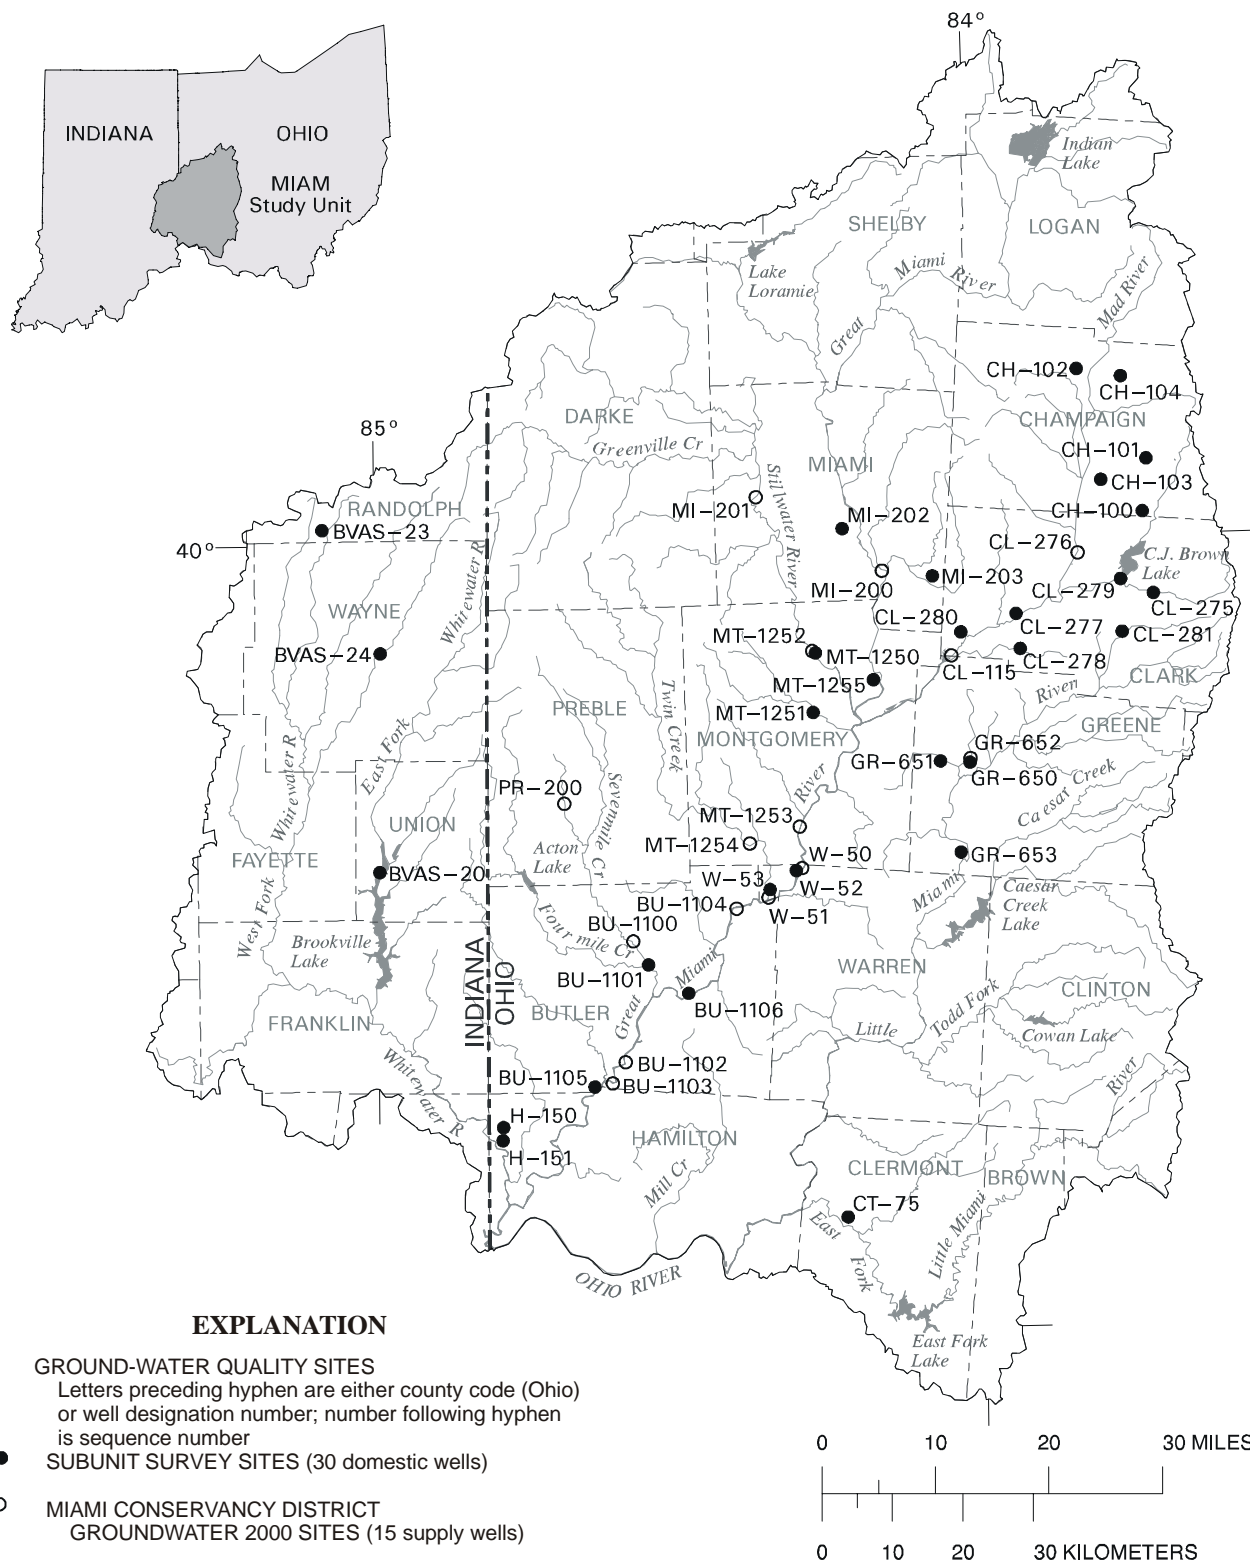 84°
INDIANA
OHIO
MIAM
Study Unit
Indian
Lake
SHELBY
LOGAN
Lake
Loramie
Miami
River
Mad River
Great
CH-102
CH-104
DARKE
CHAMPAIGN
85°
Greenville Cr
CH-101
MIAMI
Stillwater River
CH-103
MI-201
RANDOLPH
BVAS-23
MI-202
CH-100
40°
CL-276
C.J. Brown
Lake
MI-203
MI-200
CL-279
CL-275
WAYNE
Whitewater R
CL-280
CL-277
CL-281
MT-1252
BVAS-24
MT-1250
CL-278
CL-115
CLARK
MT-1255
River
PREBLE
Twin Creek
MT-1251
GREENE
MONTGOMERY
East Fork
Whitewater R
GR-652
GR-651
GR-650
PR-200
Sevenmile Cr
River
Caesar Creek
MT-1253
UNION
MT-1254
Acton
Lake
FAYETTE
W-50
GR-653
BVAS-20
W-53
W-52
Miami
Caesar
Creek
Lake
BU-1104
W-51
West Fork
Four mile Cr
BU-1100
Brookville
Lake
INDIANA
OHIO
BU-1101
Miami
WARREN
CLINTON
BU-1106
FRANKLIN
BUTLER
Great
Little
Todd Fork
Cowan Lake
Whitewater R
BU-1102
BU-1105
BU-1103
River
H-150
HAMILTON
H-151
Mill Cr
CLERMONT
BROWN
CT-75
East
Fork
Little Miami
OHIO RIVER
East Fork
Lake
EXPLANATION
GROUND-WATER QUALITY SITES
Letters preceding hyphen are either county code (Ohio)
or well designation number; number following hyphen
is sequence number
SUBUNIT SURVEY SITES (30 domestic wells)
MIAMI CONSERVANCY DISTRICT
GROUNDWATER 2000 SITES (15 supply wells)
0 10 20 30 MILES
0 10 20 30 KILOMETERS